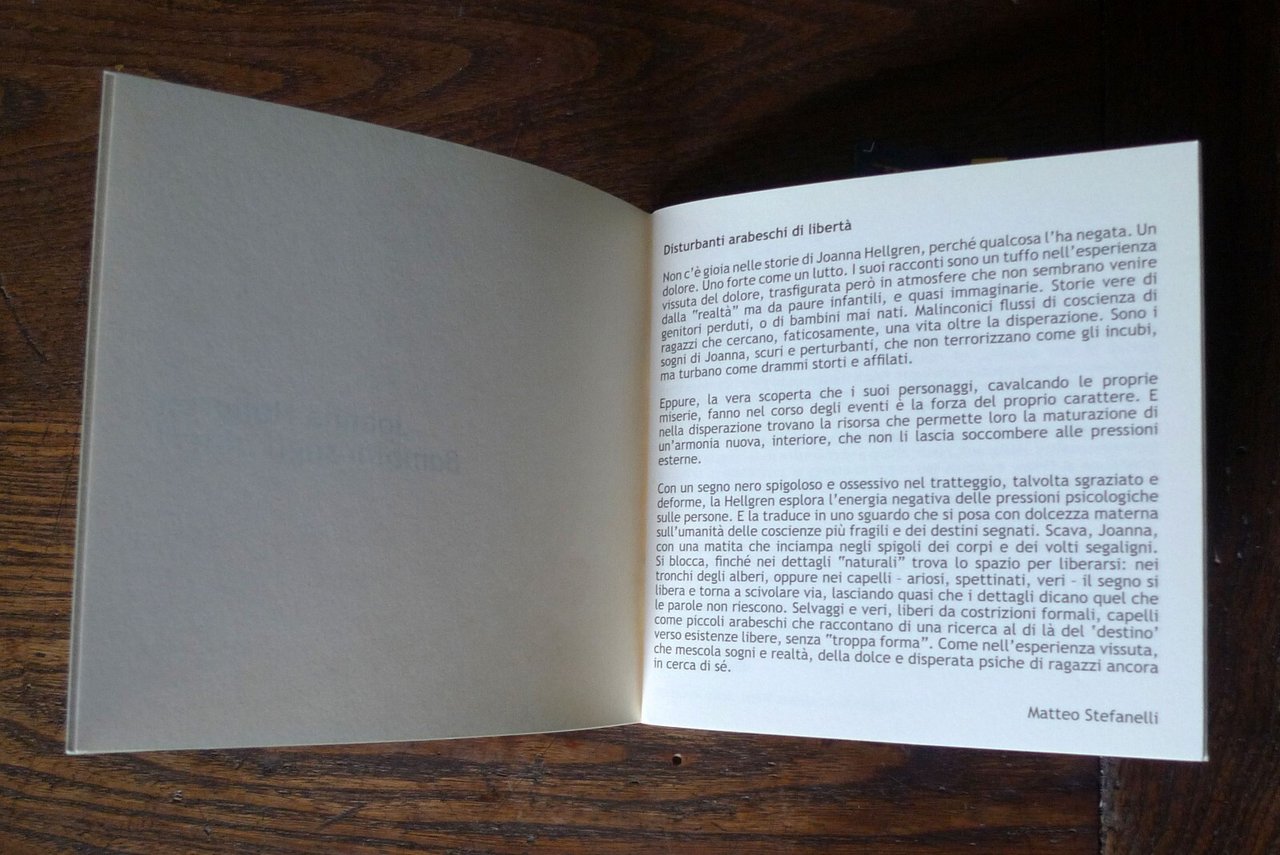 Disturbanti arabeschi di libertà
Non c'è gioia nelle storie di Joanna Hellgren, perché qualcosa l'ha negata. Un
dolore. Uno forte come un lutto. I suoi racconti sono un tuffo nell'esperienza
vissuta del dolore, trasfigurata però in atmosfere che non sembrano venire
dalla "realtà" ma da paure infantili, e quasi immaginarie. Storie vere di
genitori perduti, o di bambini mai nati. Malinconici flussi di coscienza di
ragazzi che cercano, faticosamente, una vita oltre la disperazione. Sono i
sogni di Joanna, scuri e perturbanti, che non terrorizzano come gli incubi,
ma turbano come drammi storti e affilati.
Eppure, la vera scoperta che i suoi personaggi, cavalcando le proprie
miserie, fanno nel corso degli eventi è la forza del proprio carattere. E
nella disperazione trovano la risorsa che permette loro la maturazione di
un'armonia nuova, interiore, che non li lascia soccombere alle pressioni
esterne.
Con un segno nero spigoloso e ossessivo nel tratteggio, talvolta sgraziato e
deforme, la Hellgren esplora l'energia negativa delle pressioni psicologiche
sulle persone. E la traduce in uno sguardo che si posa con dolcezza materna
sull'umanità delle coscienze più fragili e dei destini segnati. Scava, Joanna,
con una matita che inciampa negli spigoli dei corpi e dei volti segaligni.
Si blocca, finché nei dettagli "naturali" trova lo spazio per liberarsi: nei
tronchi degli alberi, oppure nei capelli - ariosi, spettinati, veri - il segno si
libera e torna a scivolare via, lasciando quasi che i dettagli dicano quel che
le parole non riescono. Selvaggi e veri, liberi da costrizioni formali, capelli
come piccoli arabeschi che raccontano di una ricerca al di là del 'destino'
verso esistenze libere, senza "troppa forma". Come nell'esperienza vissuta,
che mescola sogni e realtà, della dolce e disperata psiche di ragazzi ancora
in cerca di sé.
Matteo Stefanelli